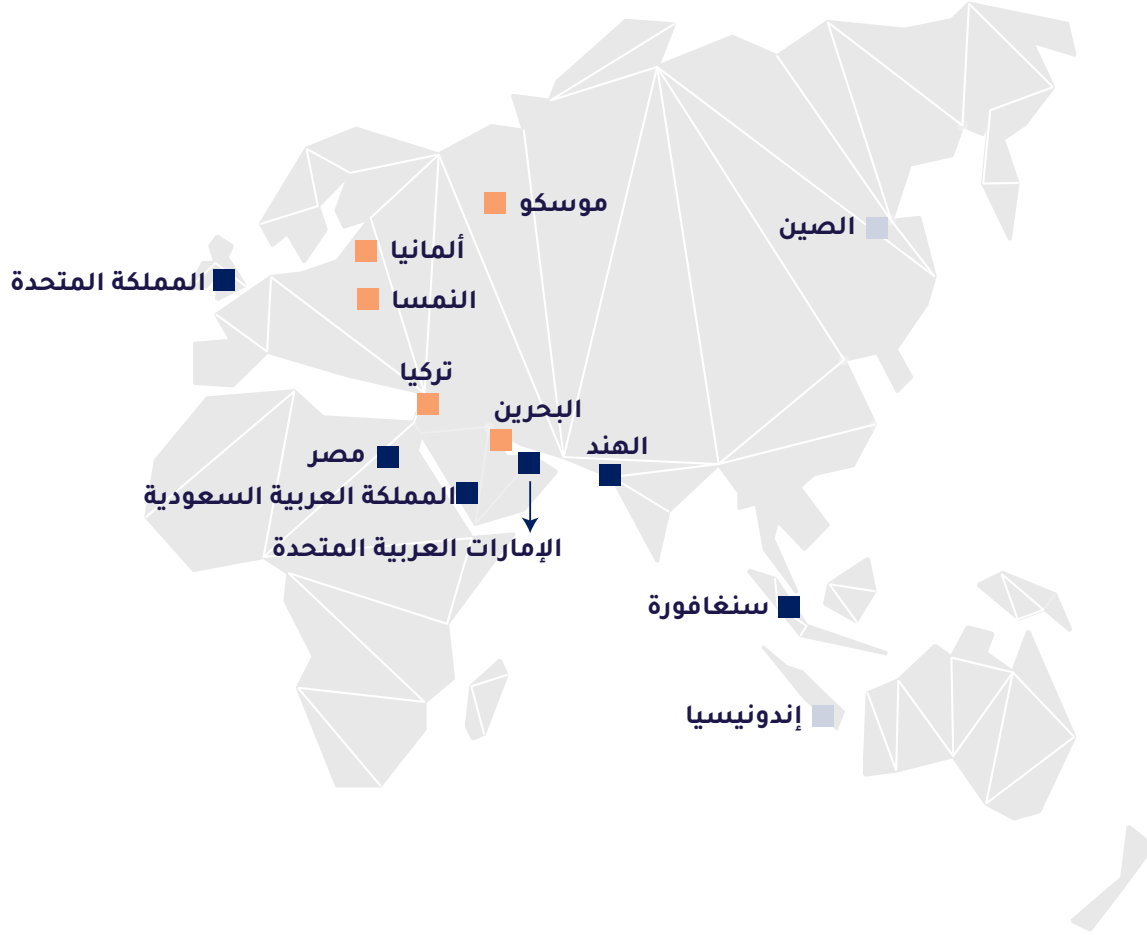 موسكو
الصين
ألمانيا
المملكة المتحدة
النمسا
تركيا
البحرين
الهند
مصر
المملكة العربية السعودية
الإمارات العربية المتحدة
سنغافورة
إندونيسيا